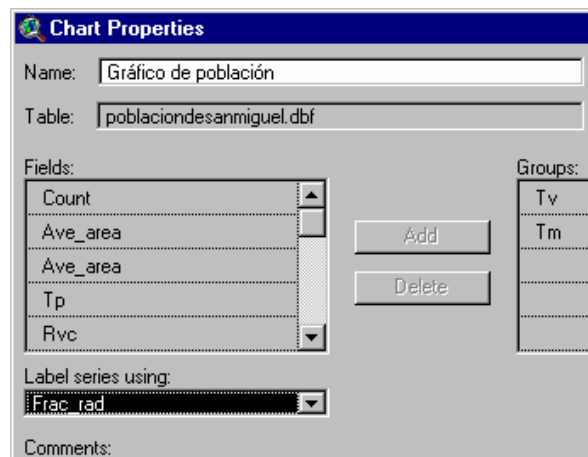 Chart Properties
Name: Gráfico de población
Table: poblaciondesanmiguel.dbf
Fields:
Groups:
Count
Tv
Ave_area
Add
Tm
Ave_area
Delete
Tp
Rvc
Label series using:
Frac_rad
Comments: